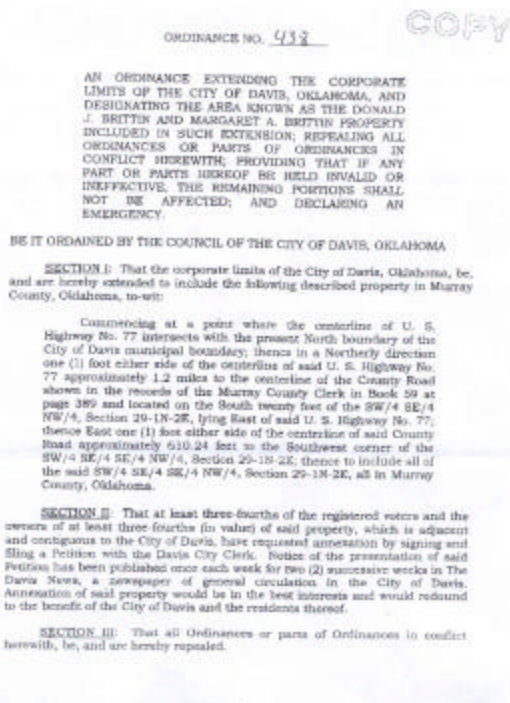 COPY
ORDINANCE NO. 438
AN ORDINANCE EXTENDING THE CORPORATE
LIMITS OF THE CITY OF DAVIS, OKLAHOMA, AND
DESIGNATING THE AREA KNOWN AS THE DONALD
J. BRITTIN AND MARGARET A. BRITTIN PROPERTY
INCLUDED IN SUCH EXTENSION; REPEALING ALL
ORDINANCES OR PARTS OF ORDINANCES IN
CONFLICT HEREWITH; PROVIDING THAT IF ANY
PART OR PARTS HEREOF BE HELD INVALID OR
INEFFECTIVE, THE REMAINING PORTIONS SHALL
NOT BE AFFECTED; AND DECLARING AN
EMERGENCY.
BE IT ORDAINED BY THE COUNCIL OF THE CITY OF DAVIS, OKLAHOMA
SECTION I: That the corporate limits of the City of Davis, Oklahoma, be,
and are hereby extended to include the following described property in Murray
County, Oklahoma, to-wit:
Commencing at a point where the centerline of U. S.
Highway No. 77 intersects with the present North boundary of the
City of Davis municipal boundary; thence in a Northerly direction
one (1) foot either side of the centerline of said U. S. Highway No.
77 approximately 1.2 miles to the centerline of the County Road
shown in the records of the Murray County Clerk in Book 59 at
page 389 and located on the South twenty feet of the SW/4 SE/4
NW/4, Section 29-1N-2E, lying East of said U. S. Highway No. 77;
thence East one (1) foot either side of the centerline of said County
Road approximately 610.24 feet to the Southwest corner of the
SW/4 SE/4 SE/4 NW/4, Section 29-1N-2E; thence to include all of
the said SW/4 SE/4 SE/4 NW/4, Section 29-1N-2E, all in Murray
County, Oklahoma.
SECTION II: That at least three-fourths of the registered voters and the
owners of at least three-fourths (in value) of said property, which is adjacent
and contiguous to the City of Davis, have requested annexation by signing and
filing a Petition with the Davis City Clerk. Notice of the presentation of said
Petition has been published once each week for two (2) successive weeks in The
Davis News, a newspaper of general circulation in the City of Davis.
Annexation of said property would be in the best interests and would redound
to the benefit of the City of Davis and the residents thereof.
SECTION III: That all Ordinances or parts of Ordinances in conflict
herewith, be, and are hereby repealed.